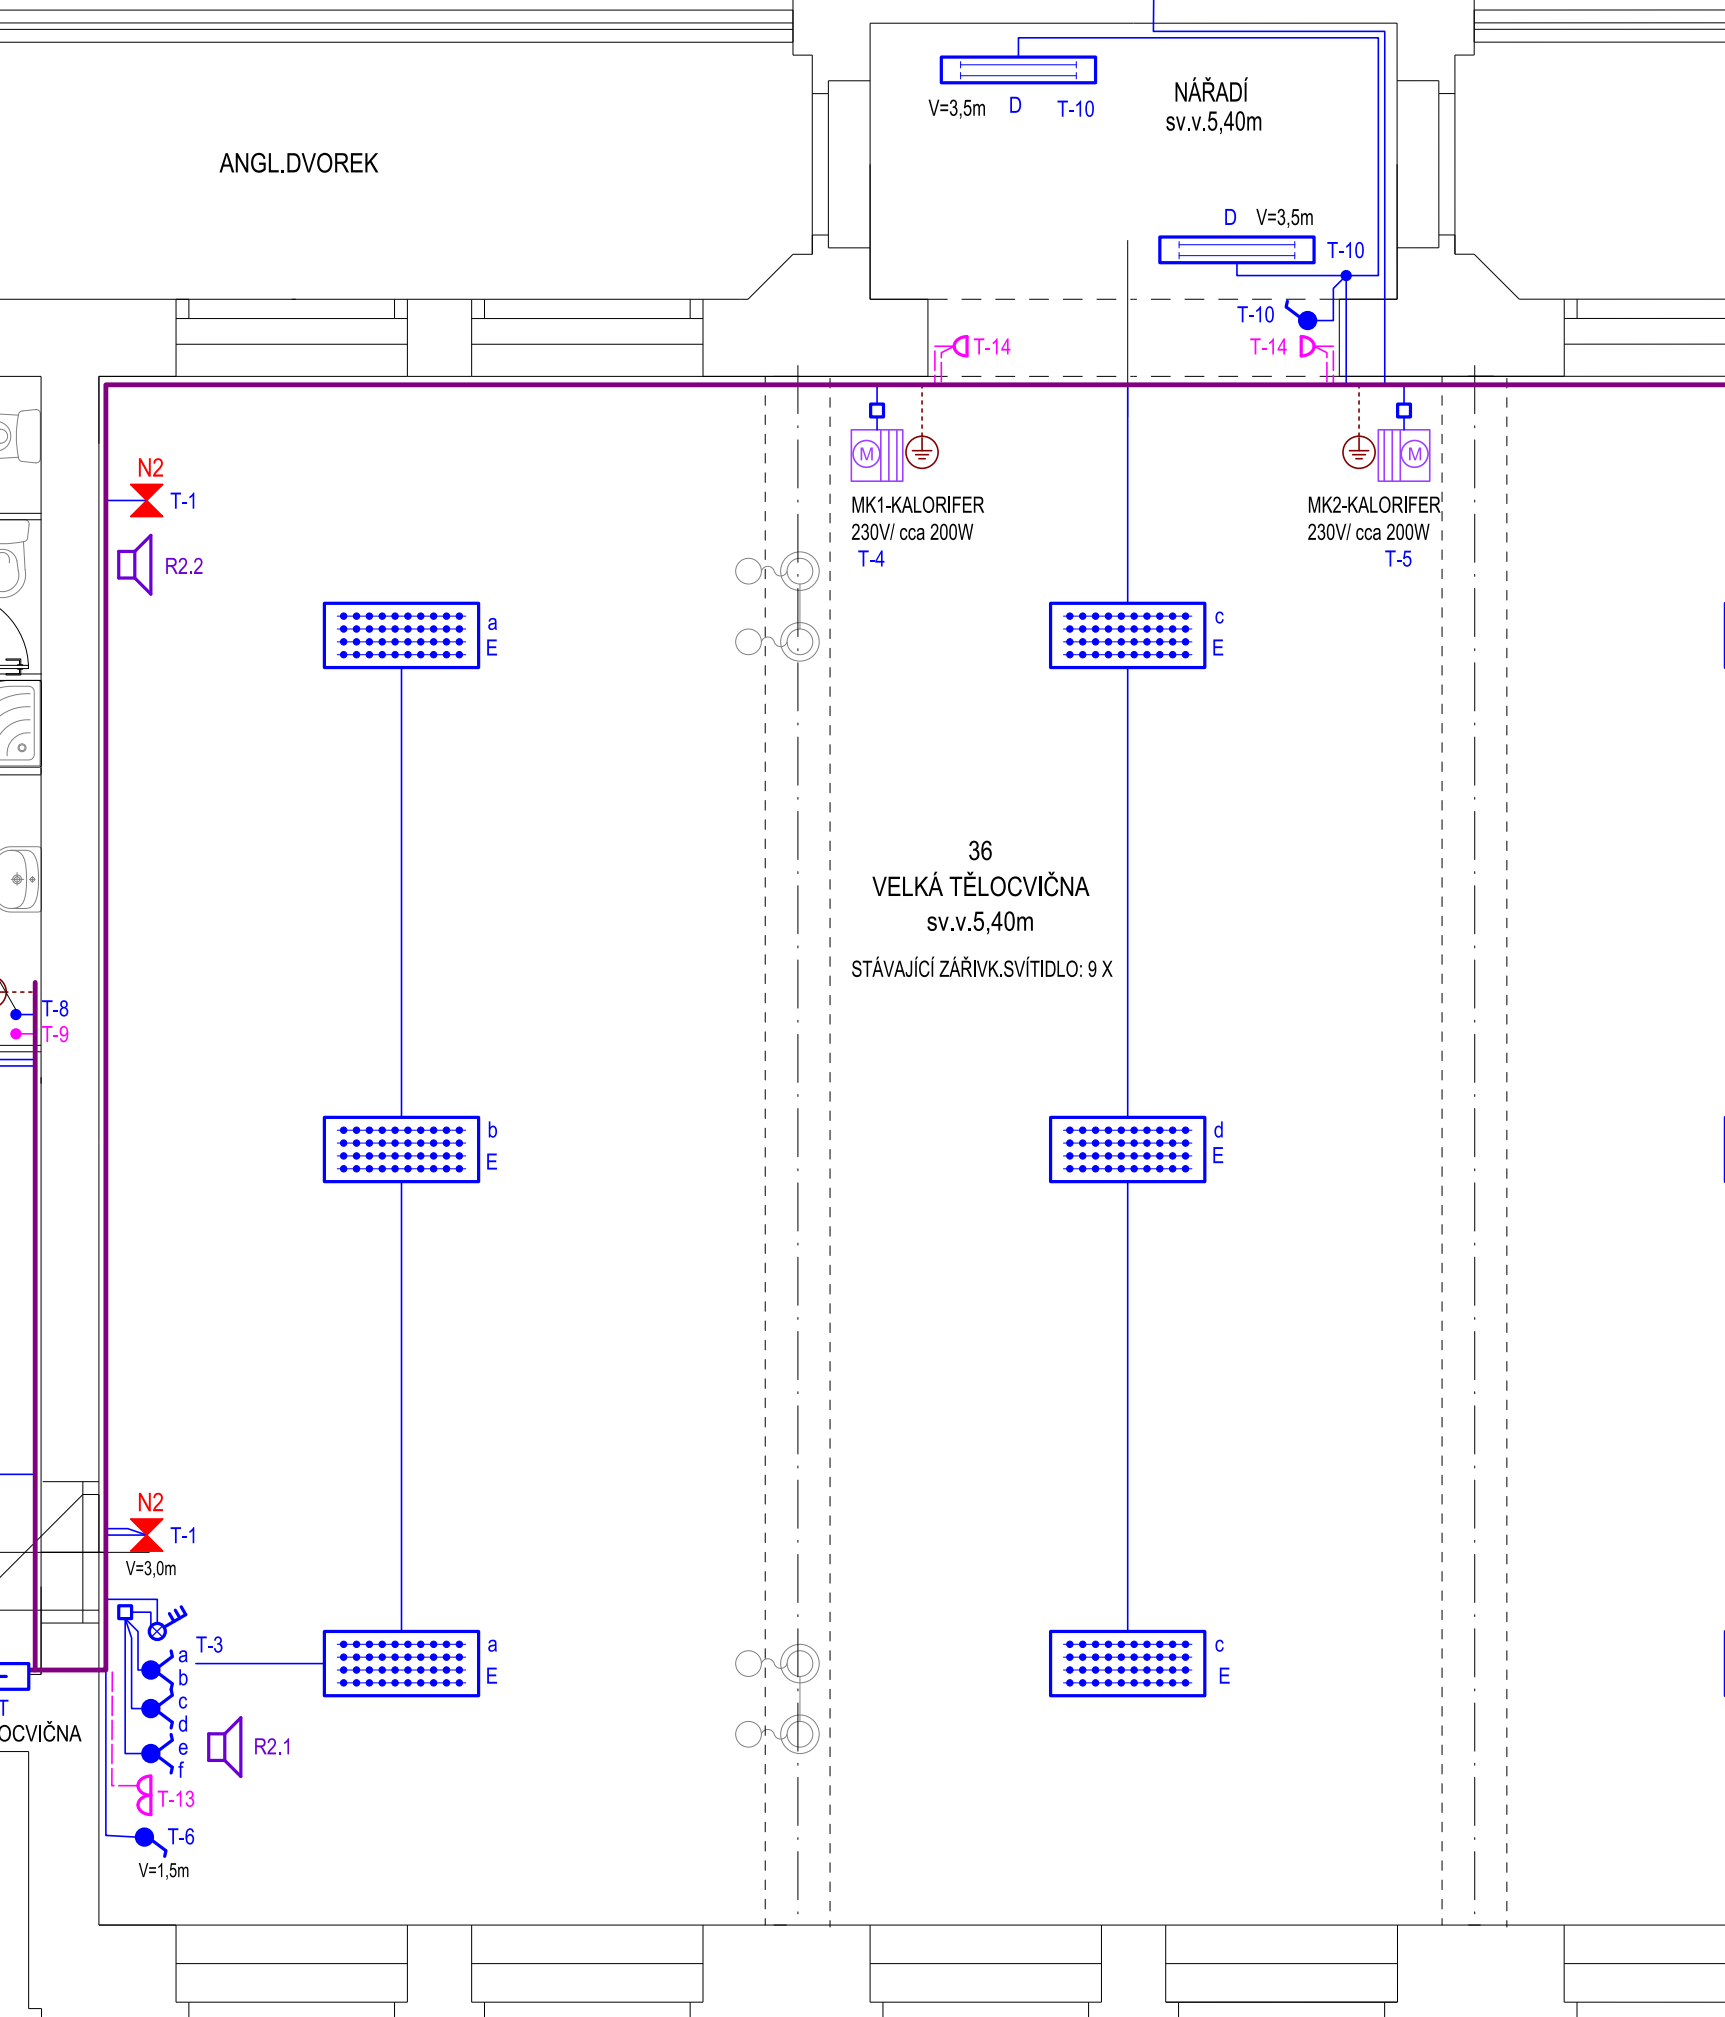 V=3,5m D T-10
NÁŘADÍ
sv.v.5,40m
ANGL.DVOREK
D V=3,5m
T-10
T-10
T-14
T-14
N2
T-1
R2.2
M
MK1-KALORIFER
230V/ cca 200W
T-4
M
MK2-KALORIFER
230V/ cca 200W
T-5
a
E
c
E
36
VELKÁ TĚLOCVIČNA
sv.v.5,40m
STÁVAJÍCÍ ZÁŘIVK.SVÍTIDLO: 9 X
T-8
T-9
b
E
d
E
N2
T-1
V=3,0m
T-3
a
b
c
d
e
f
a
E
c
E
T
OCVIČNA
R2.1
T-13
T-6
V=1,5m